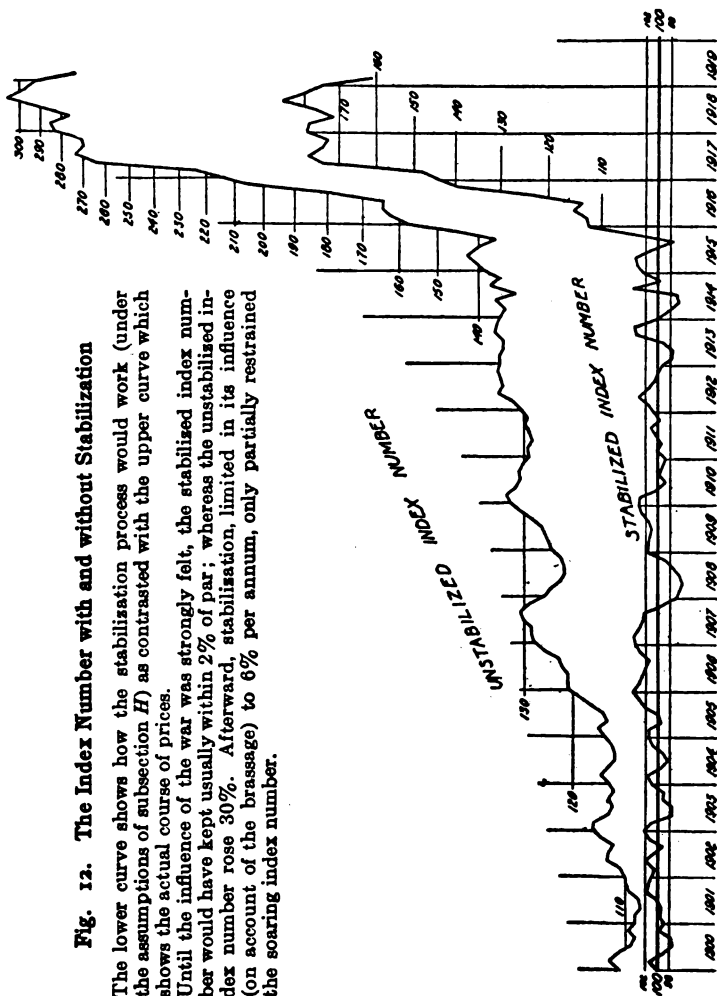 Fig. 12. The Index Number with and without Stabilization
The lower curve shows how the stabilization process would work (under
the assumptions of subsection H) as contrasted with the upper curve which
shows the actual course of prices.
Until the influence of the war was strongly felt, the stabilized index num-
ber would have kept usually within 2% of par; whereas the unstabilized in-
dex number rose 30%. Afterward, stabilization, limited in its influence
(on account of the brassage) to 6% per annum, only partially restrained
the soaring index number.
UNSTABILIZED INDEX NUMBER
110
120
130
140
150
160
170
180
190
200
210
220
230
240
250
260
270
280
290
300
STABILIZED INDEX NUMBER
110
120
130
140
150
160
170
160
102
100
98
102
100
98
1900 1901 1902 1903 1904 1905 1906 1907 1908 1909 1910 1911 1912 1913 1914 1915 1916 1917 1918 1919